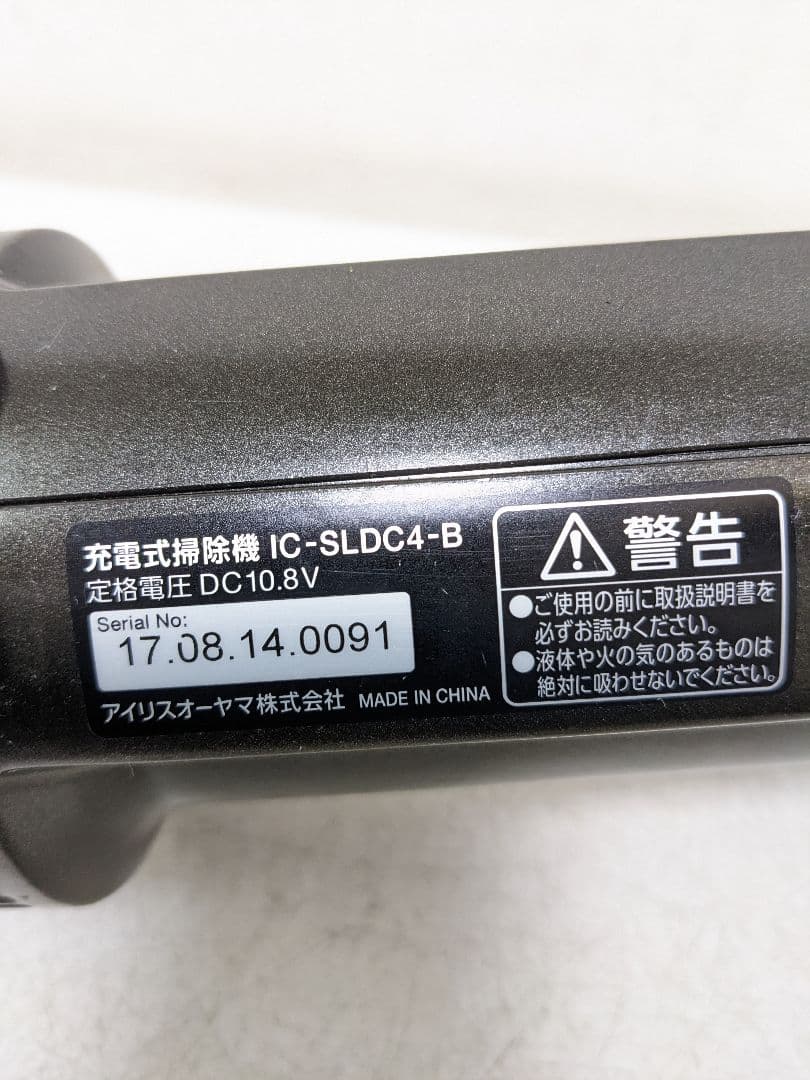 充電式掃除機 IC-SLDC4-B
定格電圧 DC10.8V
Serial No:
17.08.14.0091
アイリスオーヤマ株式会社 MADE IN CHINA
警告
●ご使用の前に取扱説明書を
必ずお読みください。
●液体や火の気のあるものは
絶対に吸わせないでください。